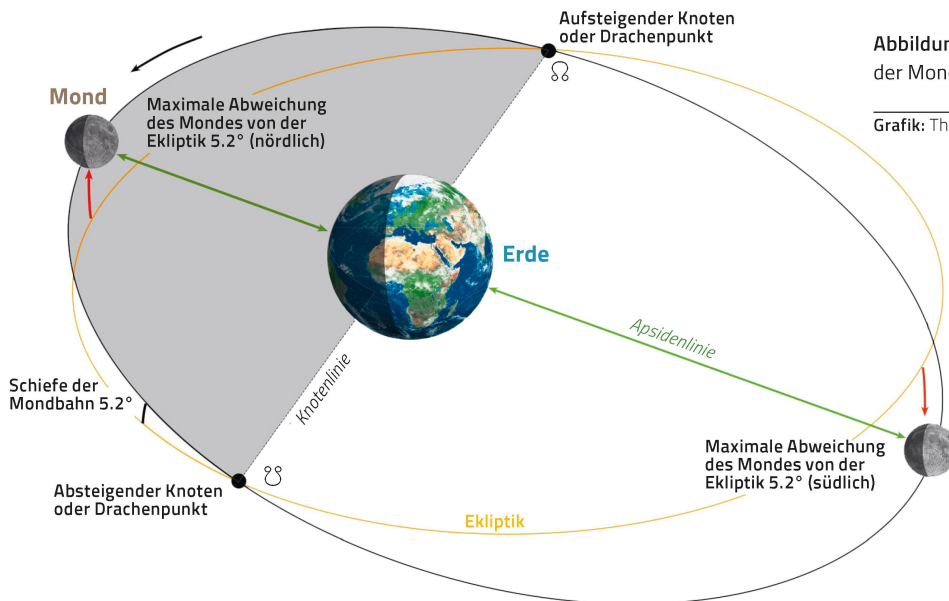 Aufsteigender Knoten
oder Drachenpunkt
☊
Abbildun
der Mon
Grafik: Th
Mond
Maximale Abweichung
des Mondes von der
Ekliptik 5.2° (nördlich)
Erde
Apsidenlinie
Knotenlinie
Schiefe der
Mondbahn 5.2°
Maximale Abweichung
des Mondes von der
Ekliptik 5.2° (südlich)
☋
Absteigender Knoten
oder Drachenpunkt
Ekliptik